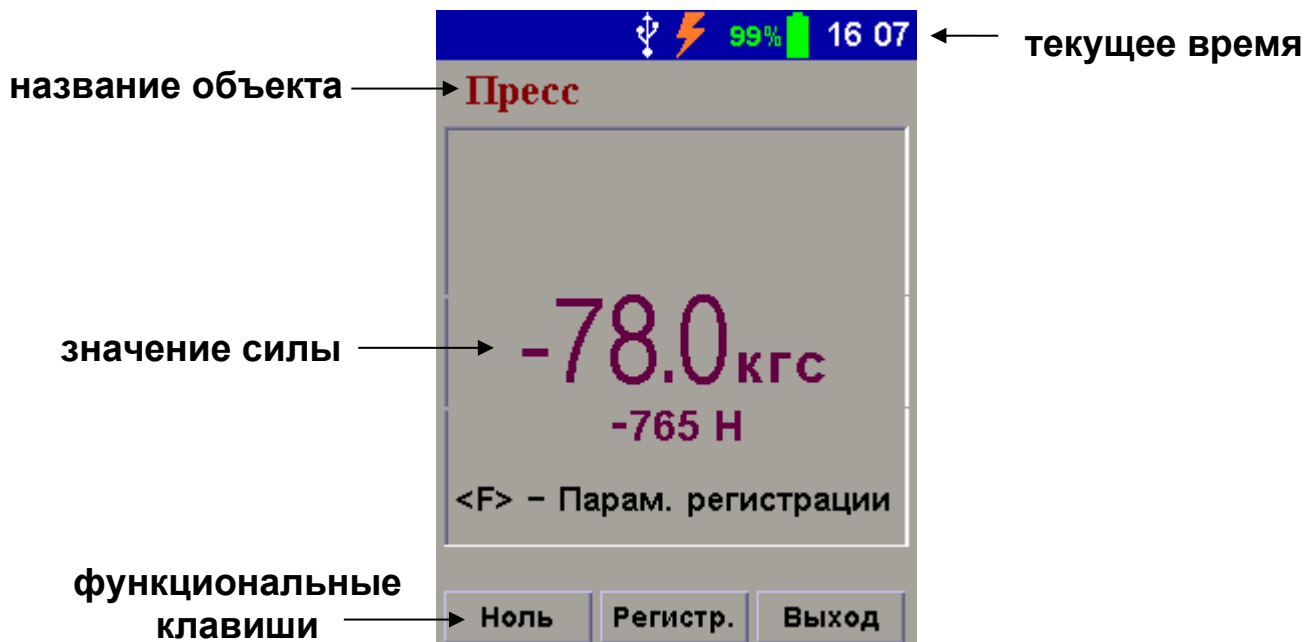 99% 16 07
текущее время
название объекта
Пресс
значение силы
-78.0кгс
-765 Н
<F> - Парам. регистрации
функциональные
клавиши
Ноль Регистр. Выход